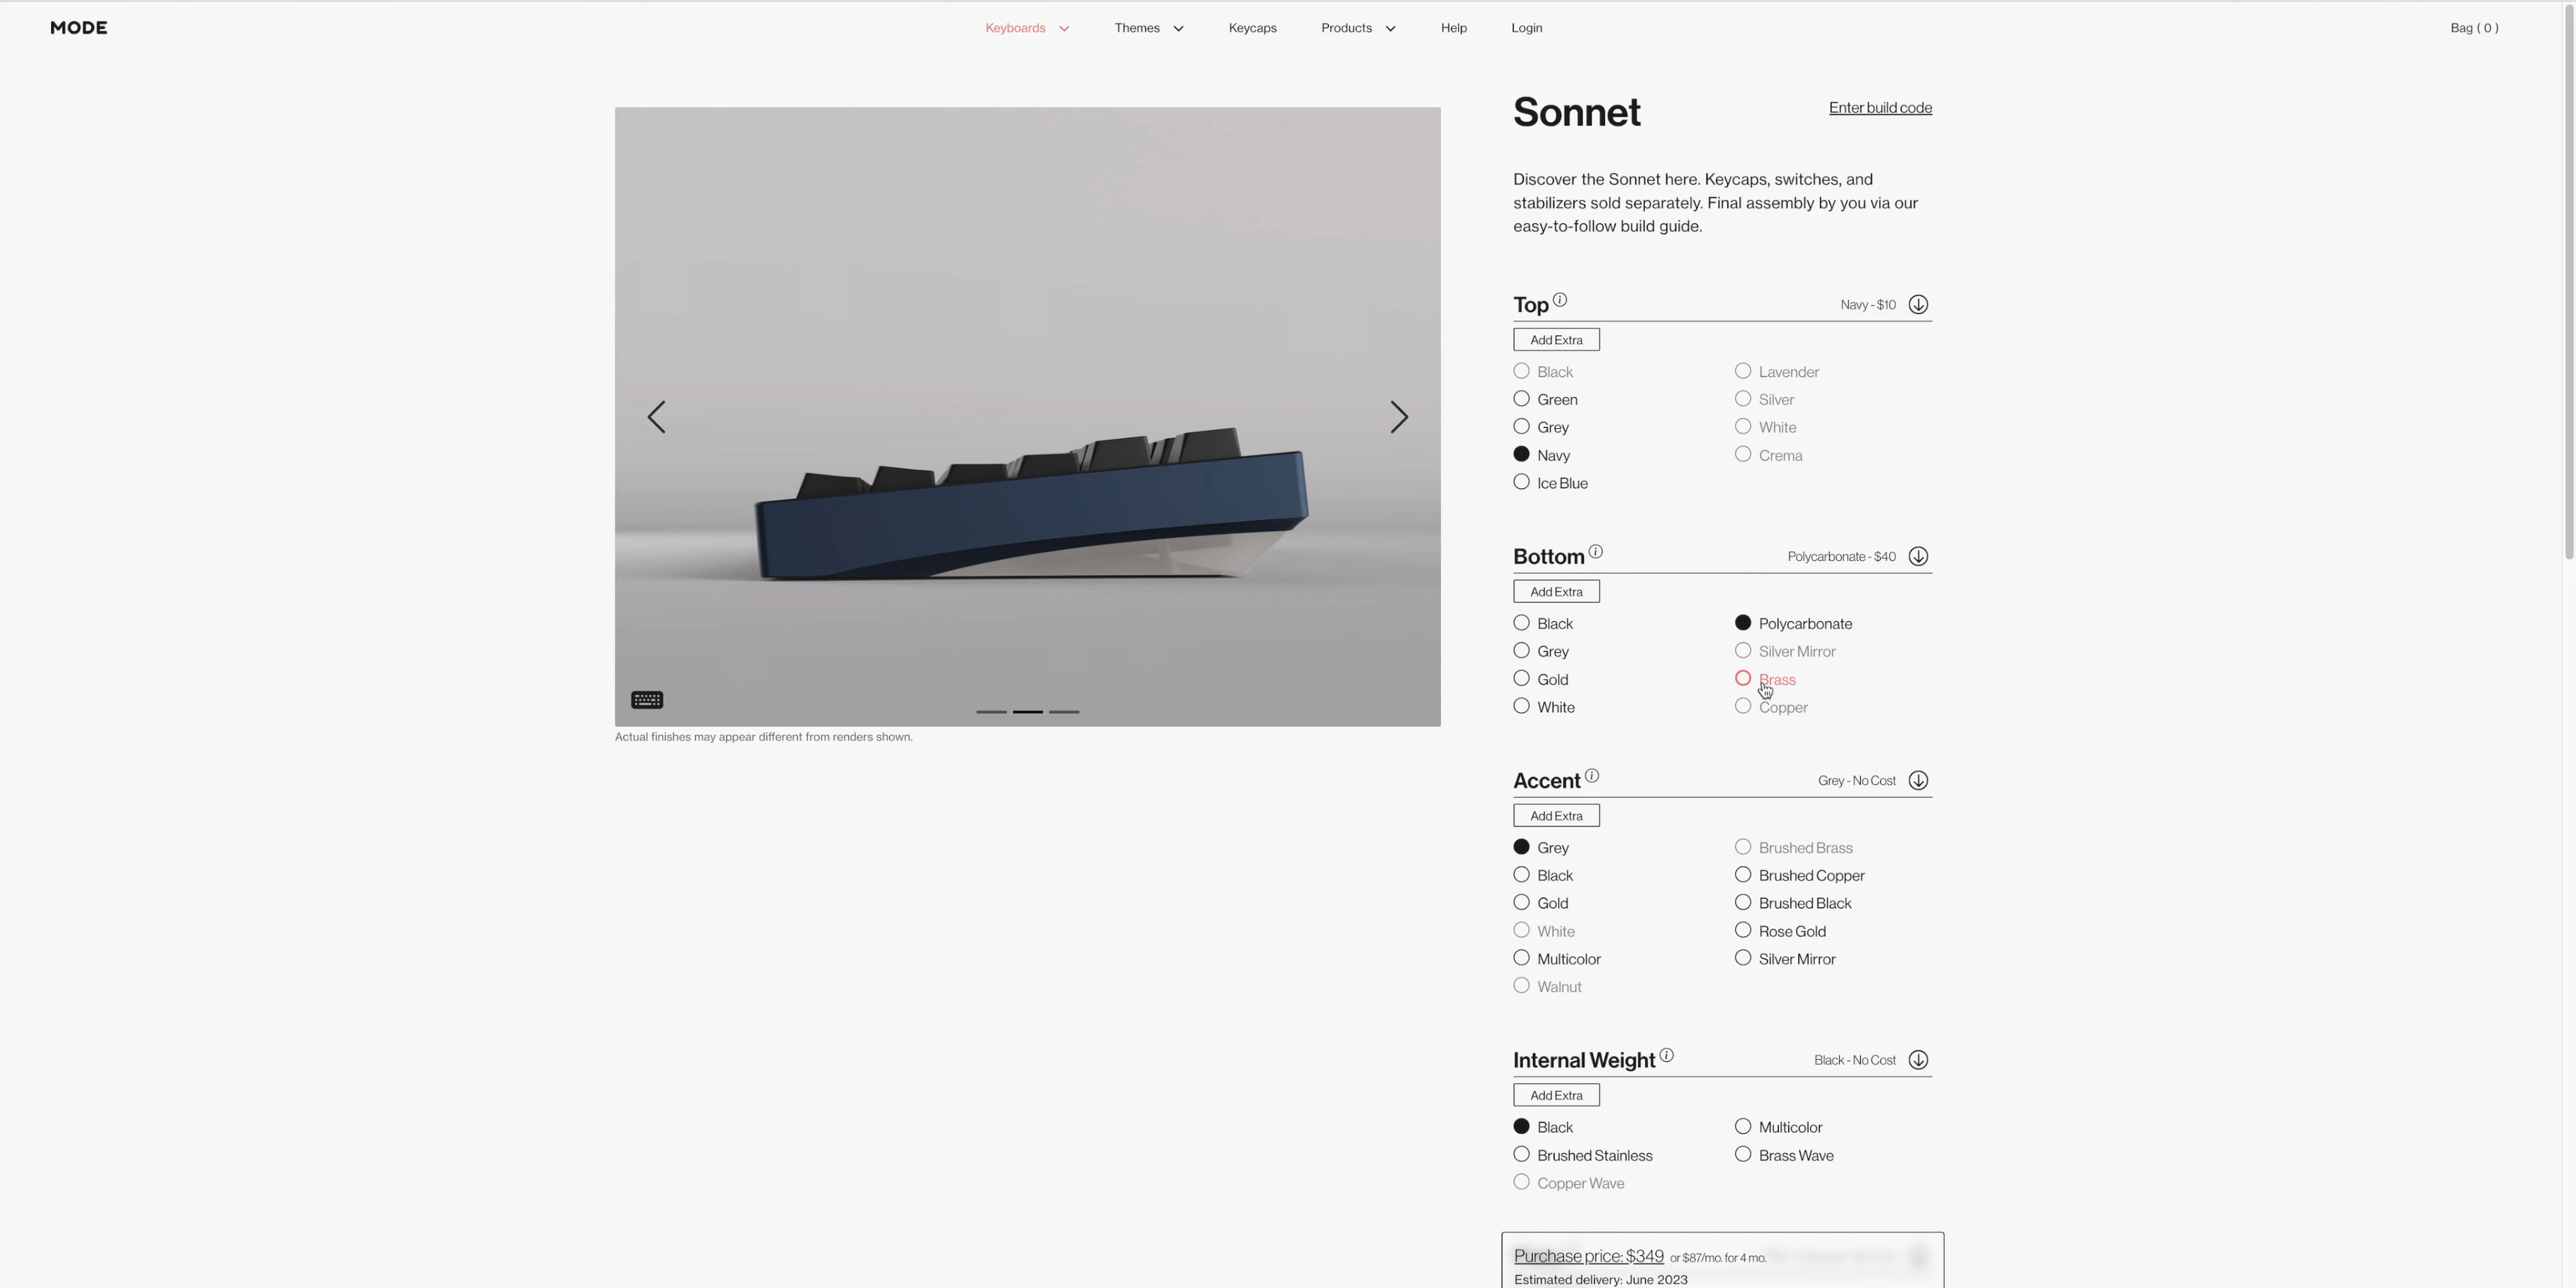 MODE
Keyboards Themes Keycaps Products Help Login
Bag ( 0 )
Sonnet
Enter build code
Discover the Sonnet here. Keycaps, switches, and
stabilizers sold separately. Final assembly by you via our
easy-to-follow build guide.
Top
Navy - $10
Add Extra
Black
Lavender
Green
Silver
Grey
White
Navy
Crema
Ice Blue
Bottom
Polycarbonate - $40
Add Extra
Black
Polycarbonate
Grey
Silver Mirror
Gold
Brass
White
Copper
Actual finishes may appear different from renders shown.
Accent
Grey - No Cost
Add Extra
Grey
Brushed Brass
Black
Brushed Copper
Gold
Brushed Black
White
Rose Gold
Multicolor
Silver Mirror
Walnut
Internal Weight
Black - No Cost
Add Extra
Black
Multicolor
Brushed Stainless
Brass Wave
Copper Wave
Purchase price: $349 or $87/mo. for 4 mo.
Estimated delivery: June 2023